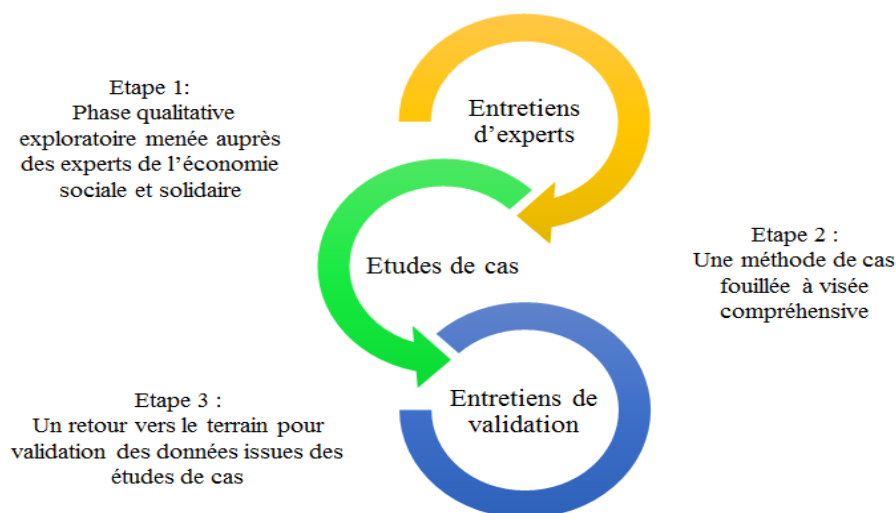 Etape 1:
Phase qualitative
exploratoire menée auprès
des experts de l'économie
sociale et solidaire
Entretiens
d'experts
Etape 2 :
Une méthode de cas
fouillée à visée
compréhensive
Etudes de cas
Etape 3 :
Un retour vers le terrain pour
validation des données issues des
études de cas
Entretiens de
validation